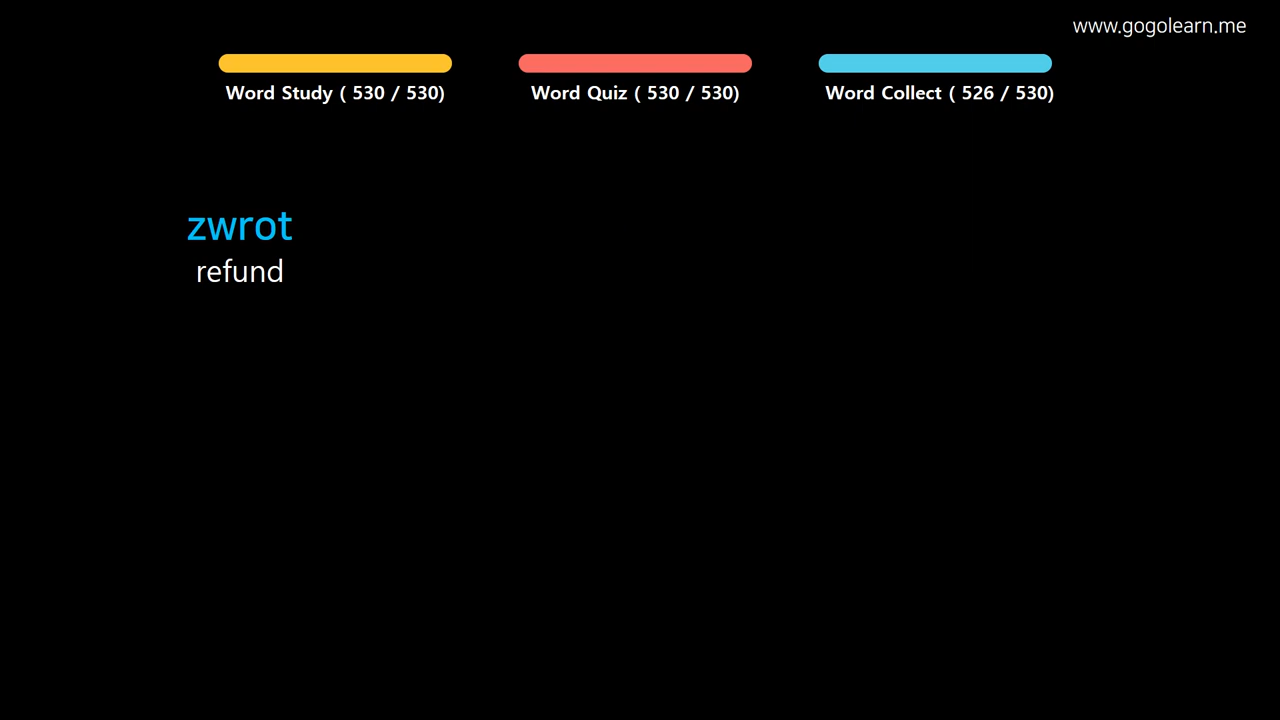 www.gogolearn.me
Word Study ( 530 / 530)
Word Quiz ( 530 / 530)
Word Collect ( 526 / 530)
zwrot
refund